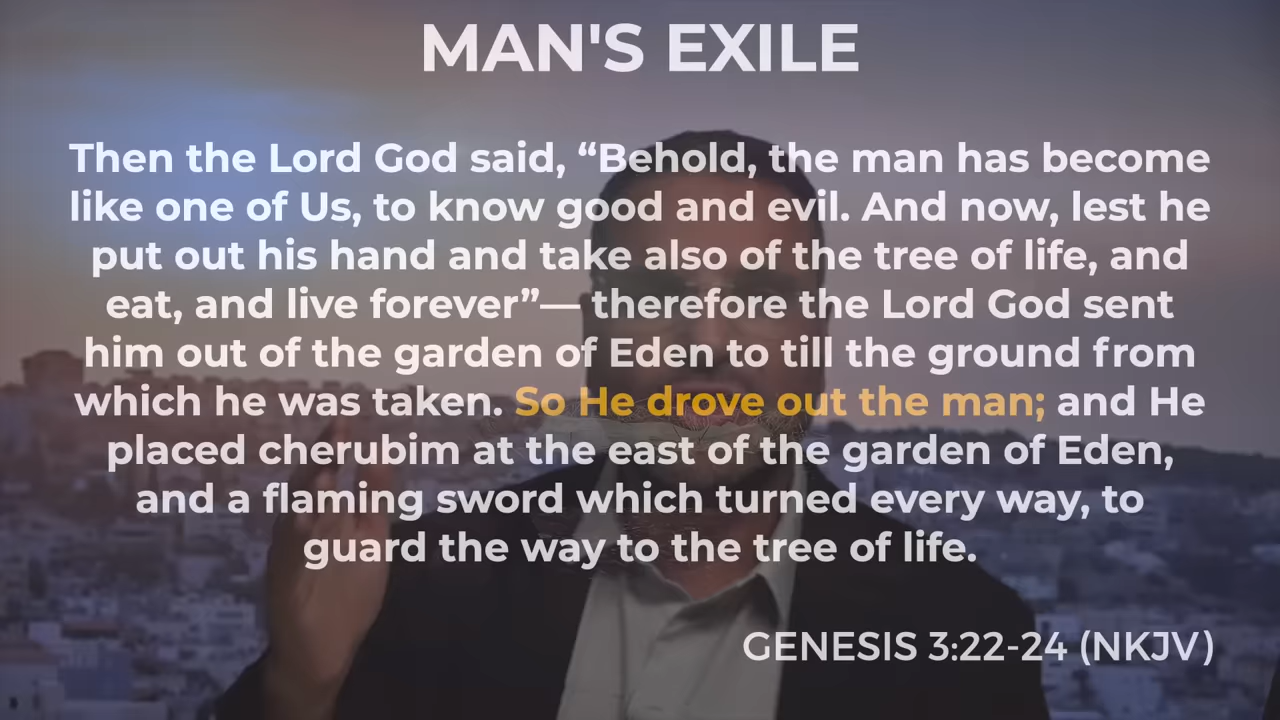 MAN'S EXILE
Then the Lord God said, “Behold, the man has become
like one of Us, to know good and evil. And now, lest he
put out his hand and take also of the tree of life, and
eat, and live forever”— therefore the Lord God sent
him out of the garden of Eden to till the ground from
which he was taken. So He drove out the man; and He
placed cherubim at the east of the garden of Eden,
and a flaming sword which turned every way, to
guard the way to the tree of life.
GENESIS 3:22-24 (NKJV)